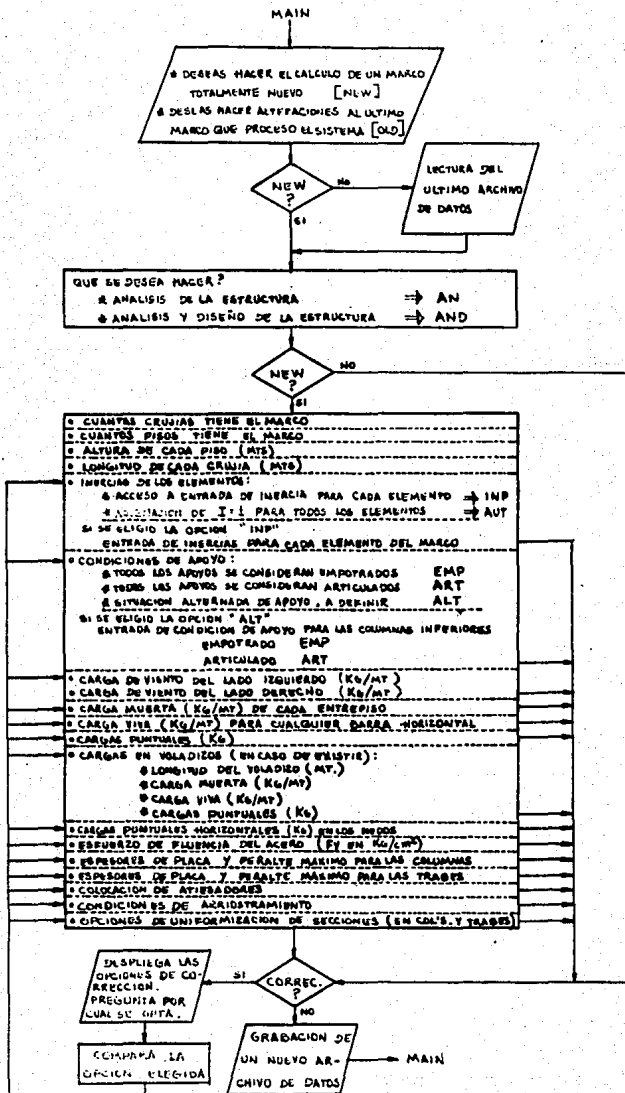 MAIN
* DESEAS HACER EL CALCULO DE UN MARCO
TOTALMENTE NUEVO [NEW]
* DESEAS HACER ALTERACIONES AL ULTIMO
MARCO QUE PROCESO EL SISTEMA [OLD]
NEW
?
NO
SI
LECTURA DEL
ULTIMO ARCHIVO
DE DATOS
QUE SE DESEA HACER?
* ANALISIS DE LA ESTRUCTURA ⇒ AN
* ANALISIS Y DISEÑO DE LA ESTRUCTURA ⇒ AND
NEW
?
NO
SI
* CUANTAS CRUJIAS TIENE EL MARCO
* CUANTOS PISOS TIENE EL MARCO
* ALTURA DE CADA PISO (MTS)
* LONGITUD DE CADA CRUJIA (MTS)
* INERCIAS DE LOS ELEMENTOS:
* ACCESO A ENTRADA DE INERCIA PARA CADA ELEMENTO ⇒ INP
* ASIGNACION DE I=1 PARA TODOS LOS ELEMENTOS ⇒ AUT
SI SE ELIGIO LA OPCION "INP"
ENTRADA DE INERCIAS PARA CADA ELEMENTO DEL MARCO
* CONDICIONES DE APOYO:
* TODOS LOS APOYOS SE CONSIDERAN EMPOTRADOS EMP
* TODOS LOS APOYOS SE CONSIDERAN ARTICULADOS ART
* SITUACION ALTERNADA DE APOYO, A DEFINIR ALT
SI SE ELIGIO LA OPCION "ALT"
ENTRADA DE CONDICION DE APOYO PARA LAS COLUMNAS INFERIORES
EMPOTRADO EMP
ARTICULADO ART
* CARGA DE VIENTO DEL LADO IZQUIERDO (KG/MT)
* CARGA DE VIENTO DEL LADO DERECHO (KG/MT)
* CARGA MUERTA (KG/MT) DE CADA ENTREPISO
* CARGA VIVA (KG/MT) PARA CUALQUIER BARRA HORIZONTAL
* CARGAS PUNTUALES (KG)
* CARGAS EN VOLADIZOS (EN CASO DE EXISTIR):
* LONGITUD DEL VOLADIZO (MT.)
* CARGA MUERTA (KG/MT)
* CARGA VIVA (KG/MT)
* CARGAS PUNTUALES (KG)
* CARGAS PUNTUALES HORIZONTALES (KG) EN LOS NODOS
* ESFUERZO DE FLUENCIA DEL ACERO (FY EN KG/CM²)
* ESPESORES DE PLACA Y PERALTE MAXIMO PARA LAS COLUMNAS
* ESPESORES DE PLACA Y PERALTE MAXIMO PARA LAS TRABES
* COLOCACION DE ATIESADORES
* CONDICIONES DE ARRIOSTRAMIENTO
* OPCIONES DE UNIFORMIZACION DE SECCIONES (EN COL'S. Y TRABES)
CORREC.
?
SI
NO
DESPLIEGA LAS
OPCIONES DE CO-
RRECCION.
PREGUNTA POR
CUAL SE OPTA.
COMPARA LA
OPCION ELEGIDA
GRABACION DE
UN NUEVO AR-
CHIVO DE DATOS
MAIN